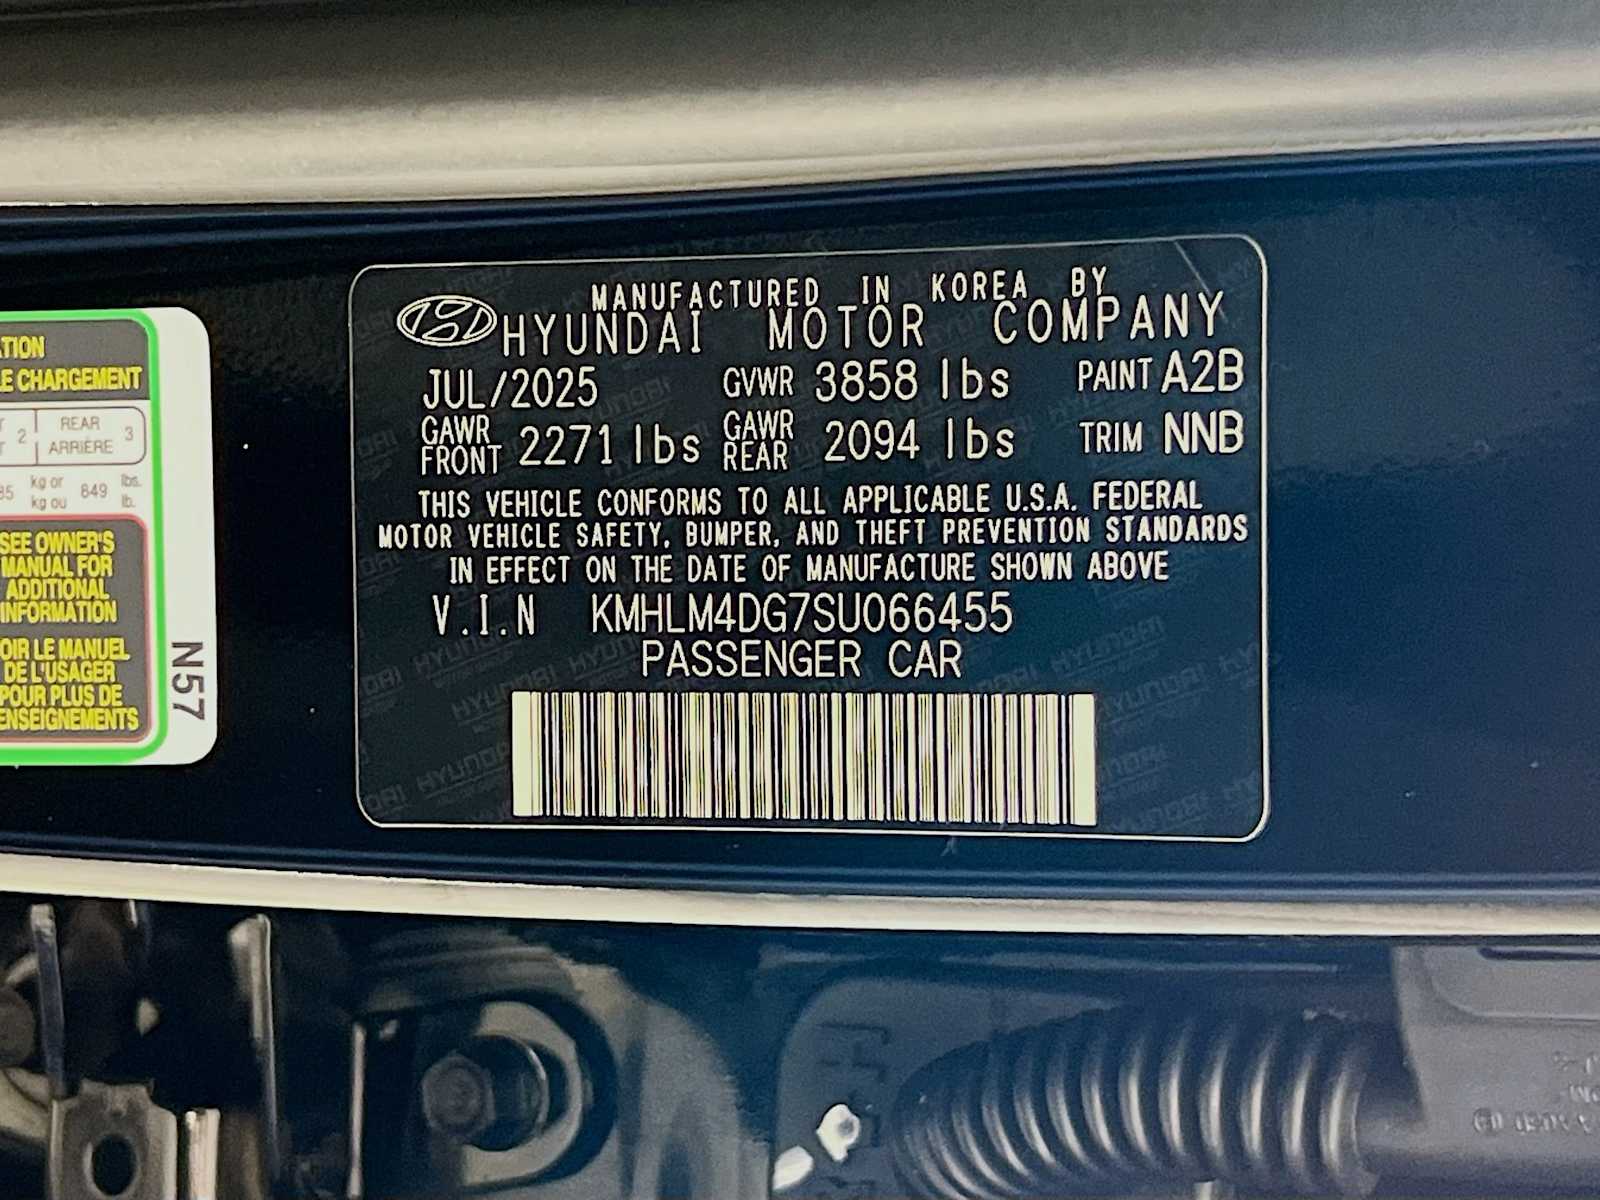 MANUFACTURED IN KOREA BY
HYUNDAI MOTOR COMPANY
JUL/2025 GVWR 3858 lbs PAINT A2B
GAWR FRONT 2271 lbs GAWR REAR 2094 lbs TRIM NNB
THIS VEHICLE CONFORMS TO ALL APPLICABLE U.S.A. FEDERAL
MOTOR VEHICLE SAFETY, BUMPER, AND THEFT PREVENTION STANDARDS
IN EFFECT ON THE DATE OF MANUFACTURE SHOWN ABOVE
V.I.N KMHLM4DG7SU066455
PASSENGER CAR
CHARGEMENT
2 REAR 3
ARRIÈRE
kg or lbs.
kg ou 849 lb.
SEE OWNER'S
MANUAL FOR
ADDITIONAL
INFORMATION
LE MANUEL
DE L'USAGER
POUR PLUS DE
RENSEIGNEMENTS
N57